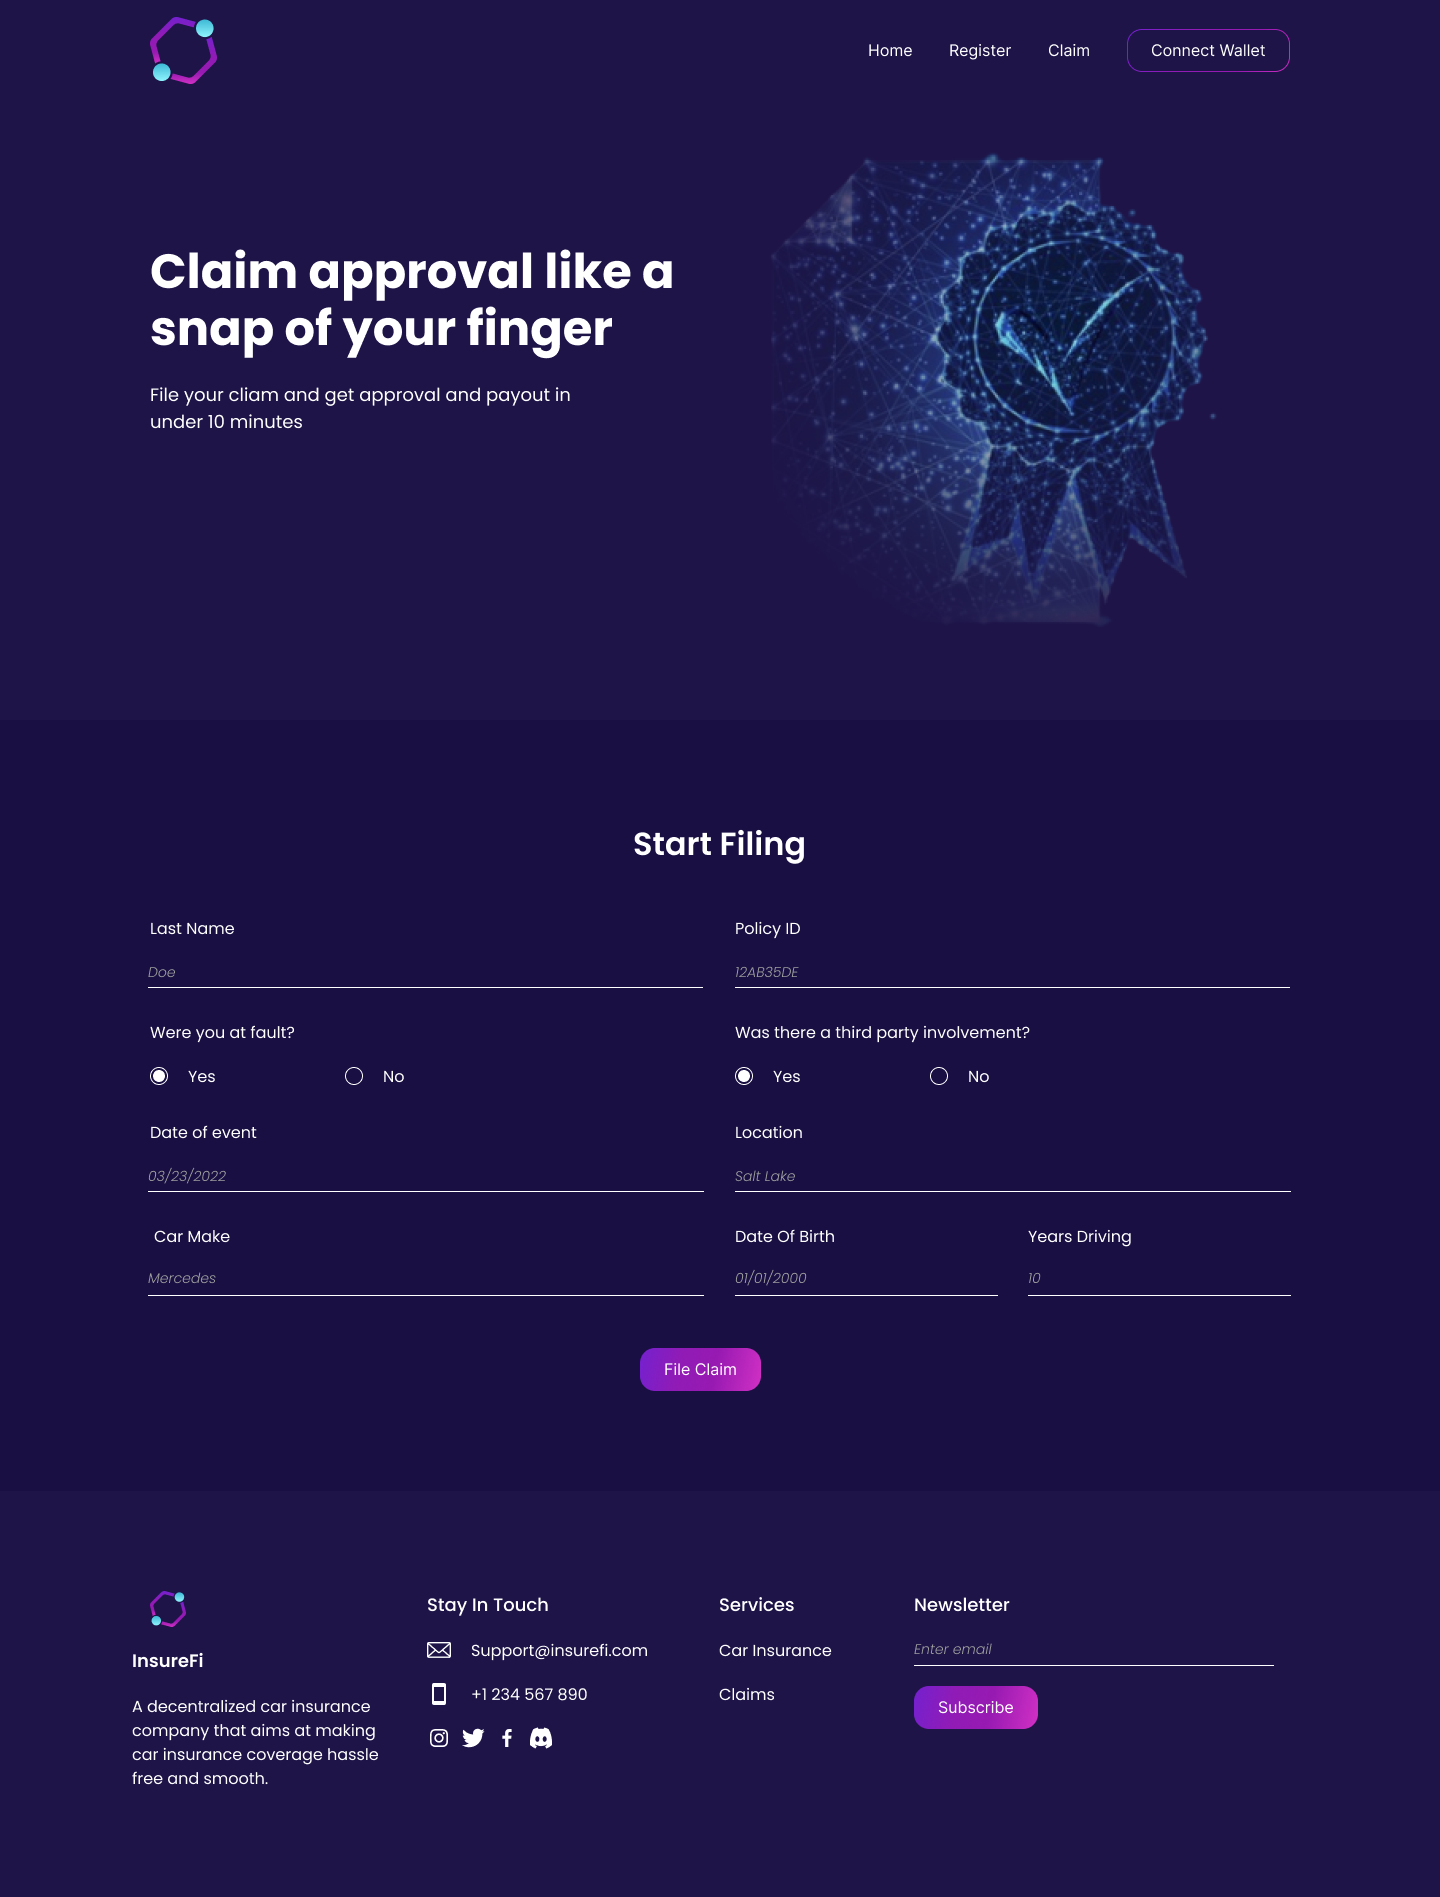 Home Register Claim Connect Wallet
Claim approval like a
snap of your finger
File your cliam and get approval and payout in
under 10 minutes
Start Filing
Last Name
Doe
Policy ID
12AB35DE
Were you at fault?
Yes No
Was there a third party involvement?
Yes No
Date of event
03/23/2022
Location
Salt Lake
Car Make
Mercedes
Date Of Birth
01/01/2000
Years Driving
10
File Claim
InsureFi
A decentralized car insurance
company that aims at making
car insurance coverage hassle
free and smooth.
Stay In Touch
Support@insurefi.com
+1 234 567 890
Services
Car Insurance
Claims
Newsletter
Enter email
Subscribe